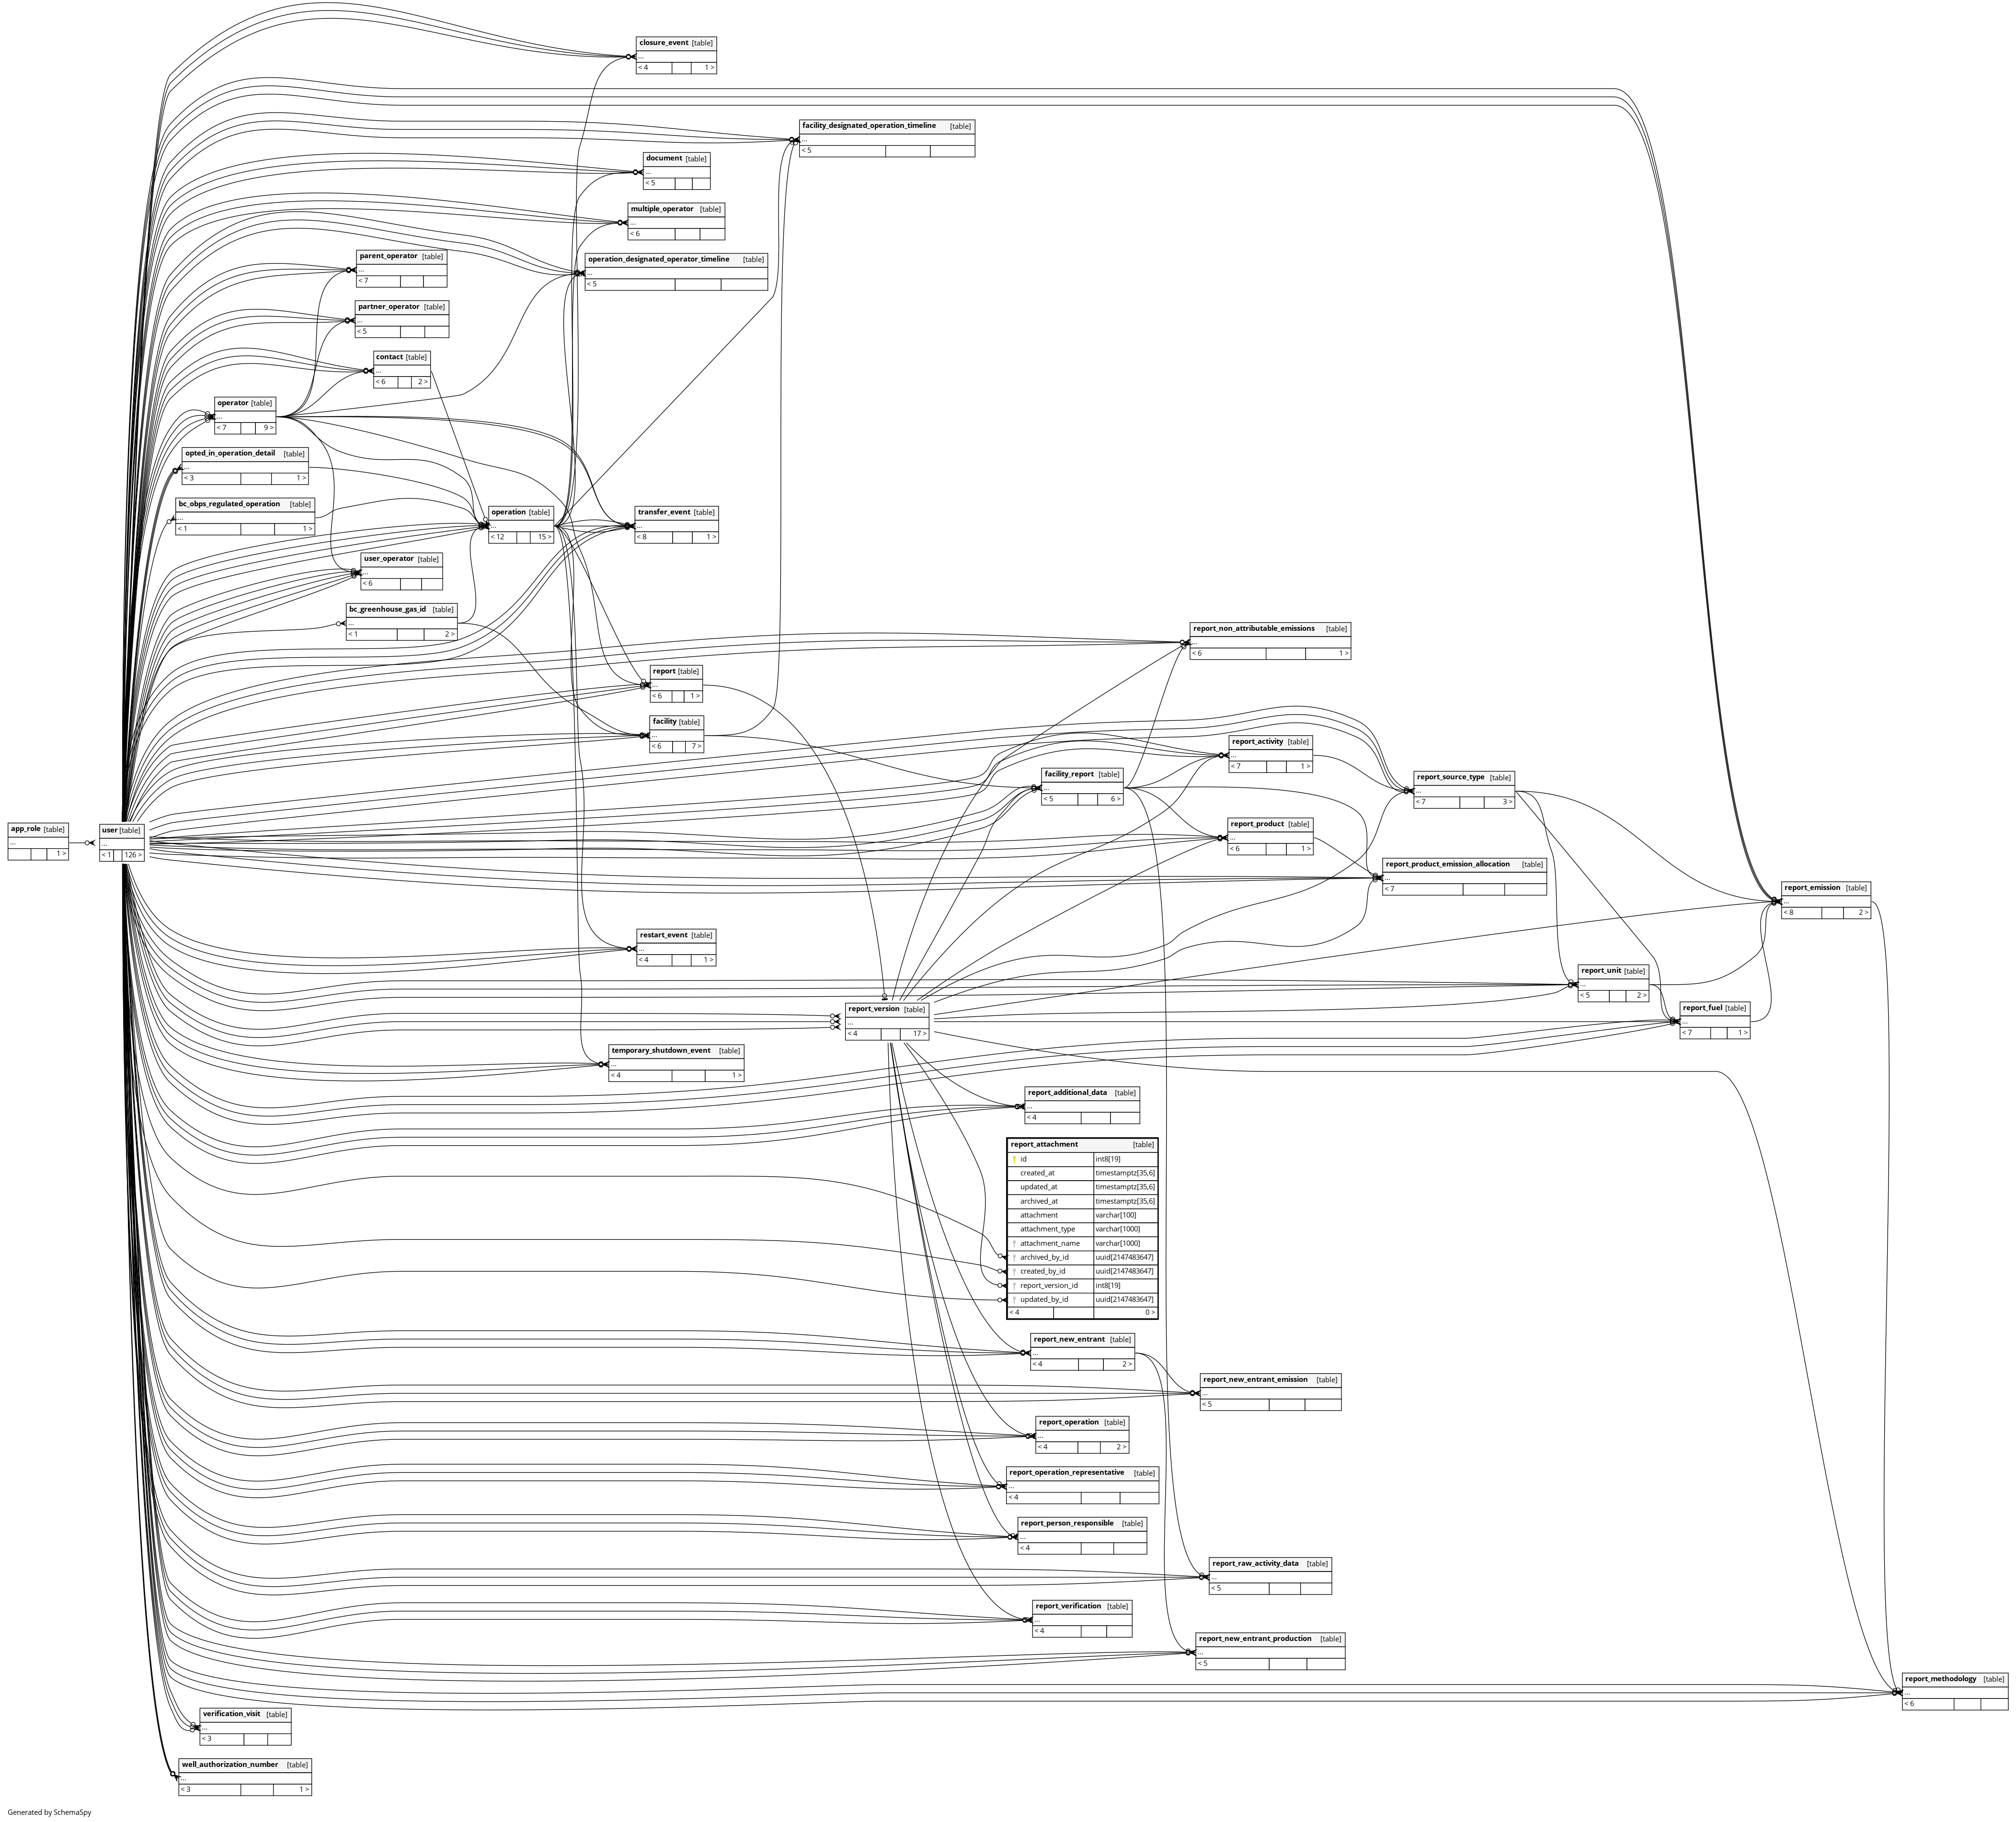 closure_event [table]
...
< 4 1 >
facility_designated_operation_timeline [table]
...
< 5
document [table]
...
< 5
multiple_operator [table]
...
< 6
parent_operator [table]
...
< 7
operation_designated_operator_timeline [table]
...
< 5
partner_operator [table]
...
< 5
contact [table]
...
< 6 2 >
operator [table]
...
< 7 9 >
opted_in_operation_detail [table]
...
< 3 1 >
bc_obps_regulated_operation [table]
...
< 1 1 >
operation [table]
...
< 12 15 >
transfer_event [table]
...
< 8 1 >
user_operator [table]
...
< 6
bc_greenhouse_gas_id [table]
...
< 1 2 >
report_non_attributable_emissions [table]
...
< 6 1 >
report [table]
...
< 6 1 >
facility [table]
...
< 6 7 >
report_activity [table]
...
< 7 1 >
facility_report [table]
...
< 5 6 >
report_source_type [table]
...
< 7 3 >
app_role [table]
...
1 >
user [table]
...
< 1 126 >
report_product [table]
...
< 6 1 >
report_product_emission_allocation [table]
...
< 7
report_emission [table]
...
< 8 2 >
restart_event [table]
...
< 4 1 >
report_unit [table]
...
< 5 2 >
report_version [table]
...
< 4 17 >
report_fuel [table]
...
< 7 1 >
temporary_shutdown_event [table]
...
< 4 1 >
report_additional_data [table]
...
< 4
report_attachment [table]
id int8[19]
created_at timestamptz[35,6]
updated_at timestamptz[35,6]
archived_at timestamptz[35,6]
attachment varchar[100]
attachment_type varchar[1000]
attachment_name varchar[1000]
archived_by_id uuid[2147483647]
created_by_id uuid[2147483647]
report_version_id int8[19]
updated_by_id uuid[2147483647]
< 4 0 >
report_new_entrant [table]
...
< 4 2 >
report_new_entrant_emission [table]
...
< 5
report_operation [table]
...
< 4 2 >
report_operation_representative [table]
...
< 4
report_person_responsible [table]
...
< 4
report_raw_activity_data [table]
...
< 5
report_verification [table]
...
< 4
report_new_entrant_production [table]
...
< 5
report_methodology [table]
...
< 6
verification_visit [table]
...
< 3
well_authorization_number [table]
...
< 3 1 >
Generated by SchemaSpy